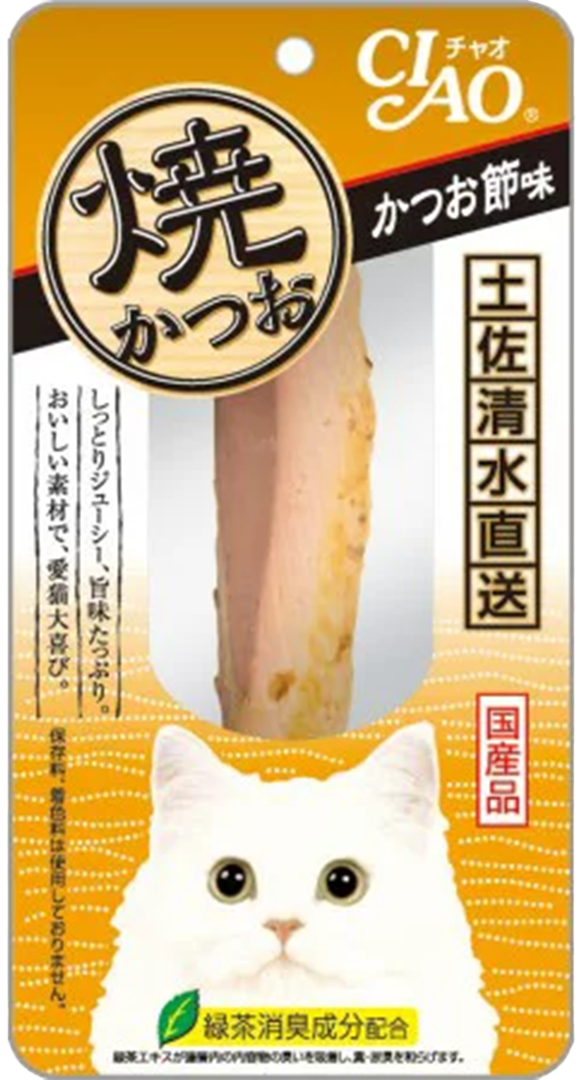 CIAO チャオ®
かつお節味
焼
かつお
土佐清水直送
しっとりジューシー、旨味たっぷり。
おいしい素材で、愛猫大喜び。
国産品
保存料、着色料は使用しておりません。
緑茶消臭成分配合
緑茶エキスが腸管内の内容物の臭いを吸着し、糞・尿臭を和らげます。